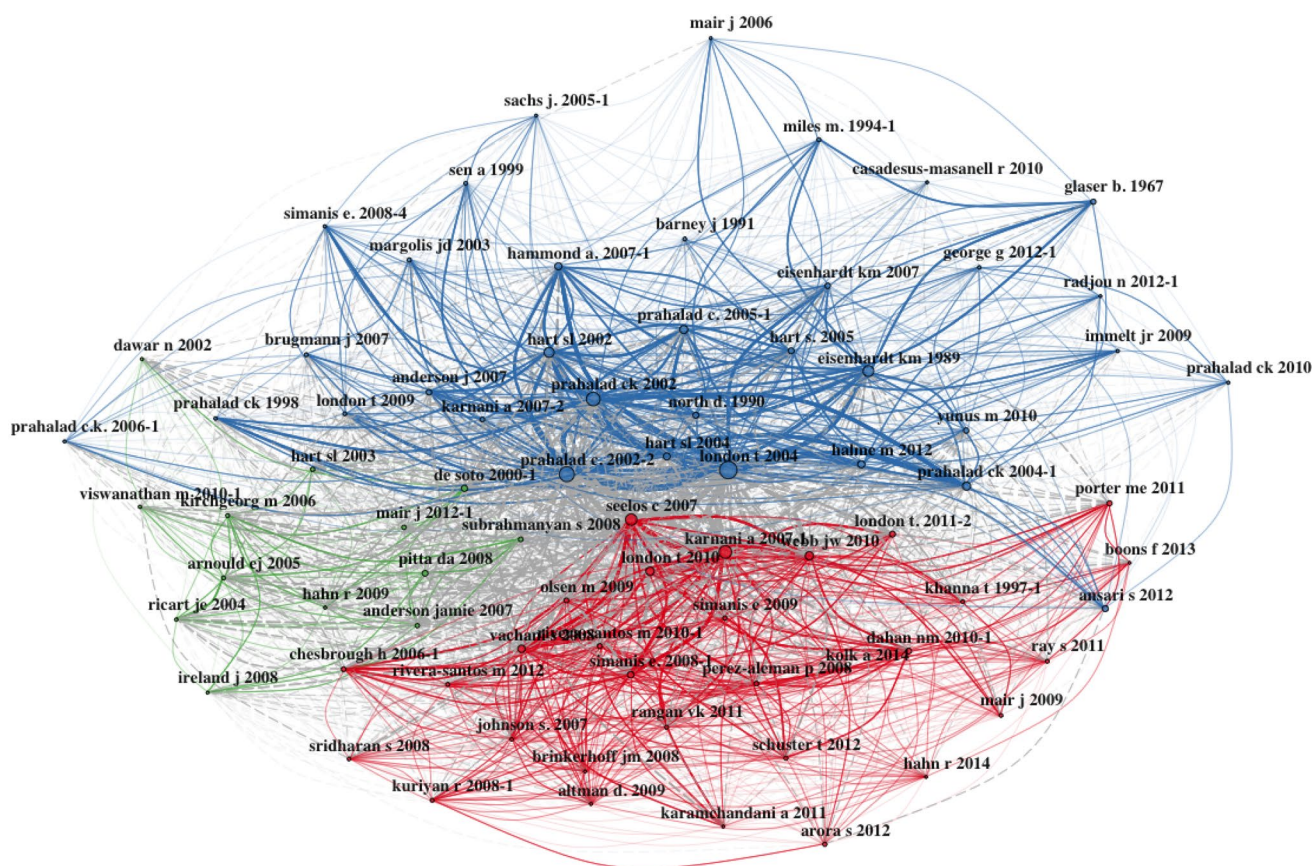 mair j 2006
sachs j. 2005-1
miles m. 1994-1
sen a 1999
casadesus-masanell r 2010
glaser b. 1967
simanis e. 2008-4
barney j 1991
margolis jd 2003
hammond a. 2007-1
george g 2012-1
eisenhardt km 2007
radjou n 2012-1
prahalad c. 2005-1
hart sl 2002
hart s. 2005
dawar n 2002
brugmann j 2007
immelt jr 2009
eisenhardt km 1989
prahalad ck 2010
anderson j 2007
prahalad ck 2002
prahalad ck 1998
london t 2009
karnani a 2007-2
north d. 1990
yunus m 2010
prahalad c.k. 2006-1
hart sl 2004
hart sl 2003
prahalad c. 2002-2
london t 2004
hahne m 2012
de soto 2000-1
prahalad ck 2004-1
viswanathan m 2010-1
kirchgeorg m 2006
porter me 2011
mair j 2012-1
subrahmanyan s 2008
seelos c 2007
london t. 2011-2
karnani a 2007-1
webb jw 2010
boons f 2013
arnould ej 2005
pitta da 2008
london t 2010
olsen m 2009
khanna t 1997-1
ansari s 2012
hahn r 2009
ricart je 2004
anderson jamie 2007
simanis e 2009
vachani s 2008
rivera-santos m 2010-1
dahan nm 2010-1
ray s 2011
chesbrough h 2006-1
rivera-santos m 2012
simanis e. 2008-1
perez-aleman p 2008
kolk a 2014
ireland j 2008
mair j 2009
johnson s. 2007
rangan vk 2011
sridharan s 2008
brinkerhoff jm 2008
schuster t 2012
hahn r 2014
kuriyan r 2008-1
altman d. 2009
karamchandani a 2011
arora s 2012